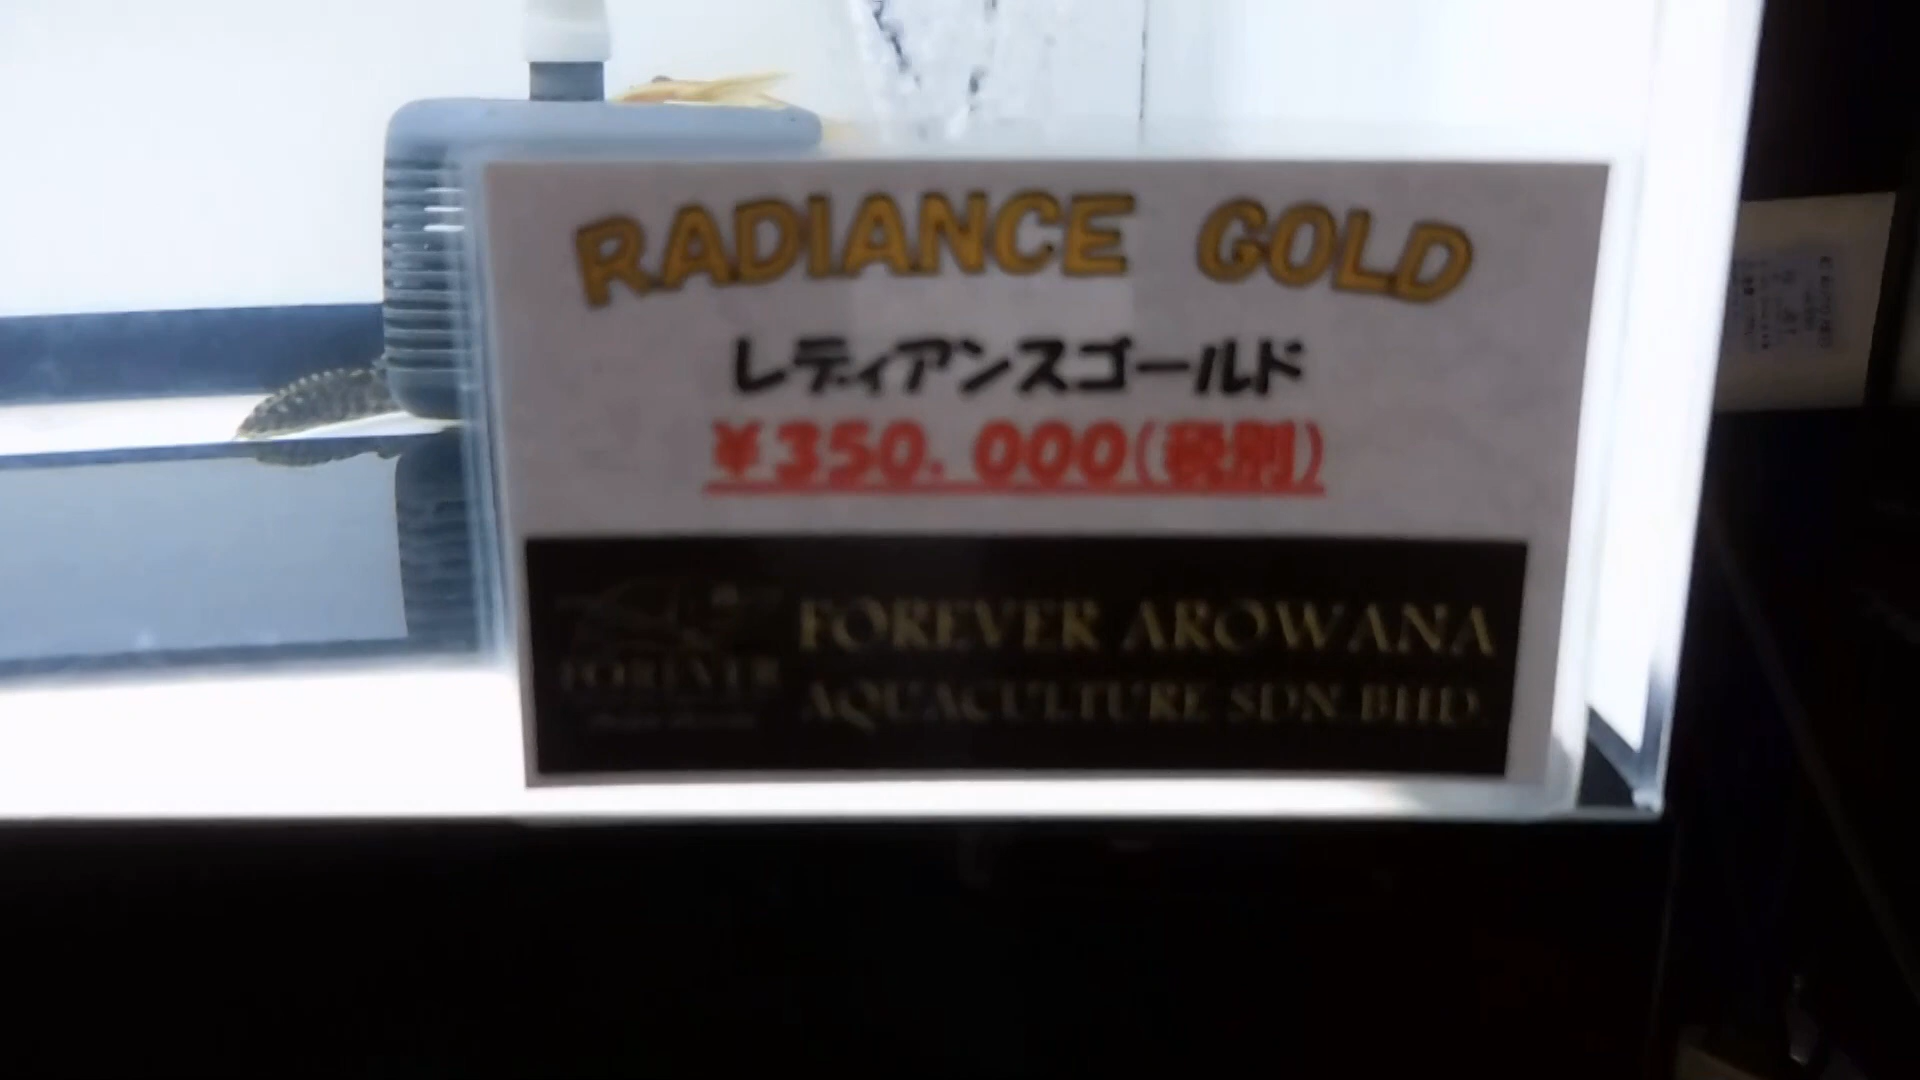 RADIANCE GOLD
レディアンスゴールド
¥350.000(税別)
FOREVER AROWANA
FOREVER
AQUACULTURE SDN BHD.